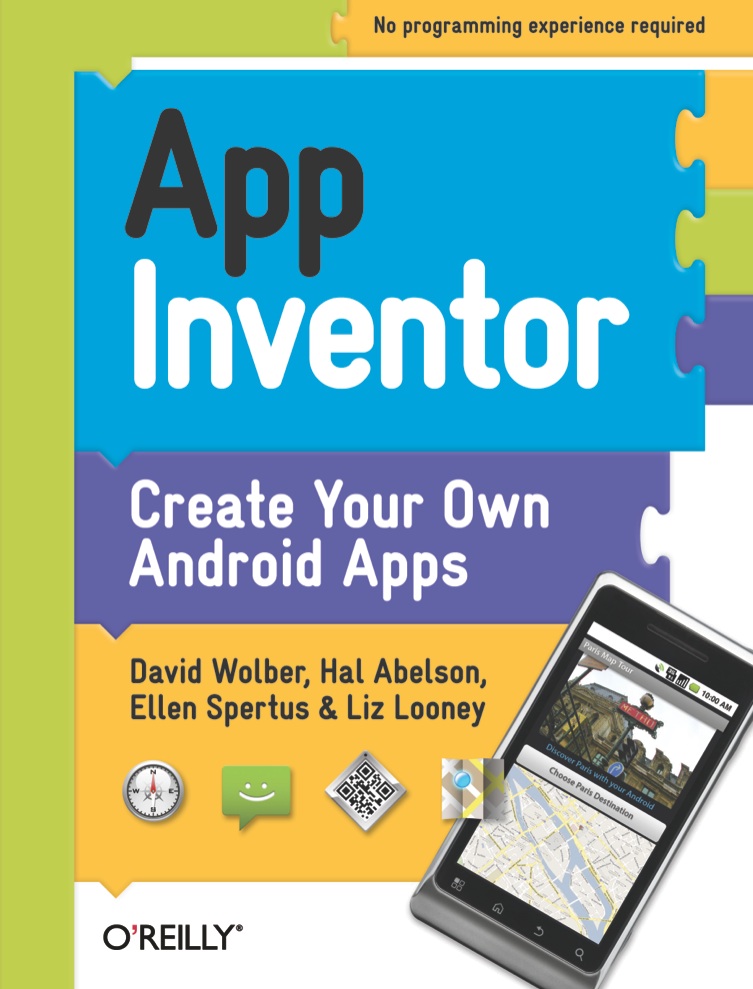 No programming experience required
App
Inventor
Create Your Own
Android Apps
David Wolber, Hal Abelson,
Ellen Spertus & Liz Looney
N
W E
S
Paris Map Tour
10:00 AM
METRO
Discover Paris with your Android
Choose Paris Destination
O'REILLY®